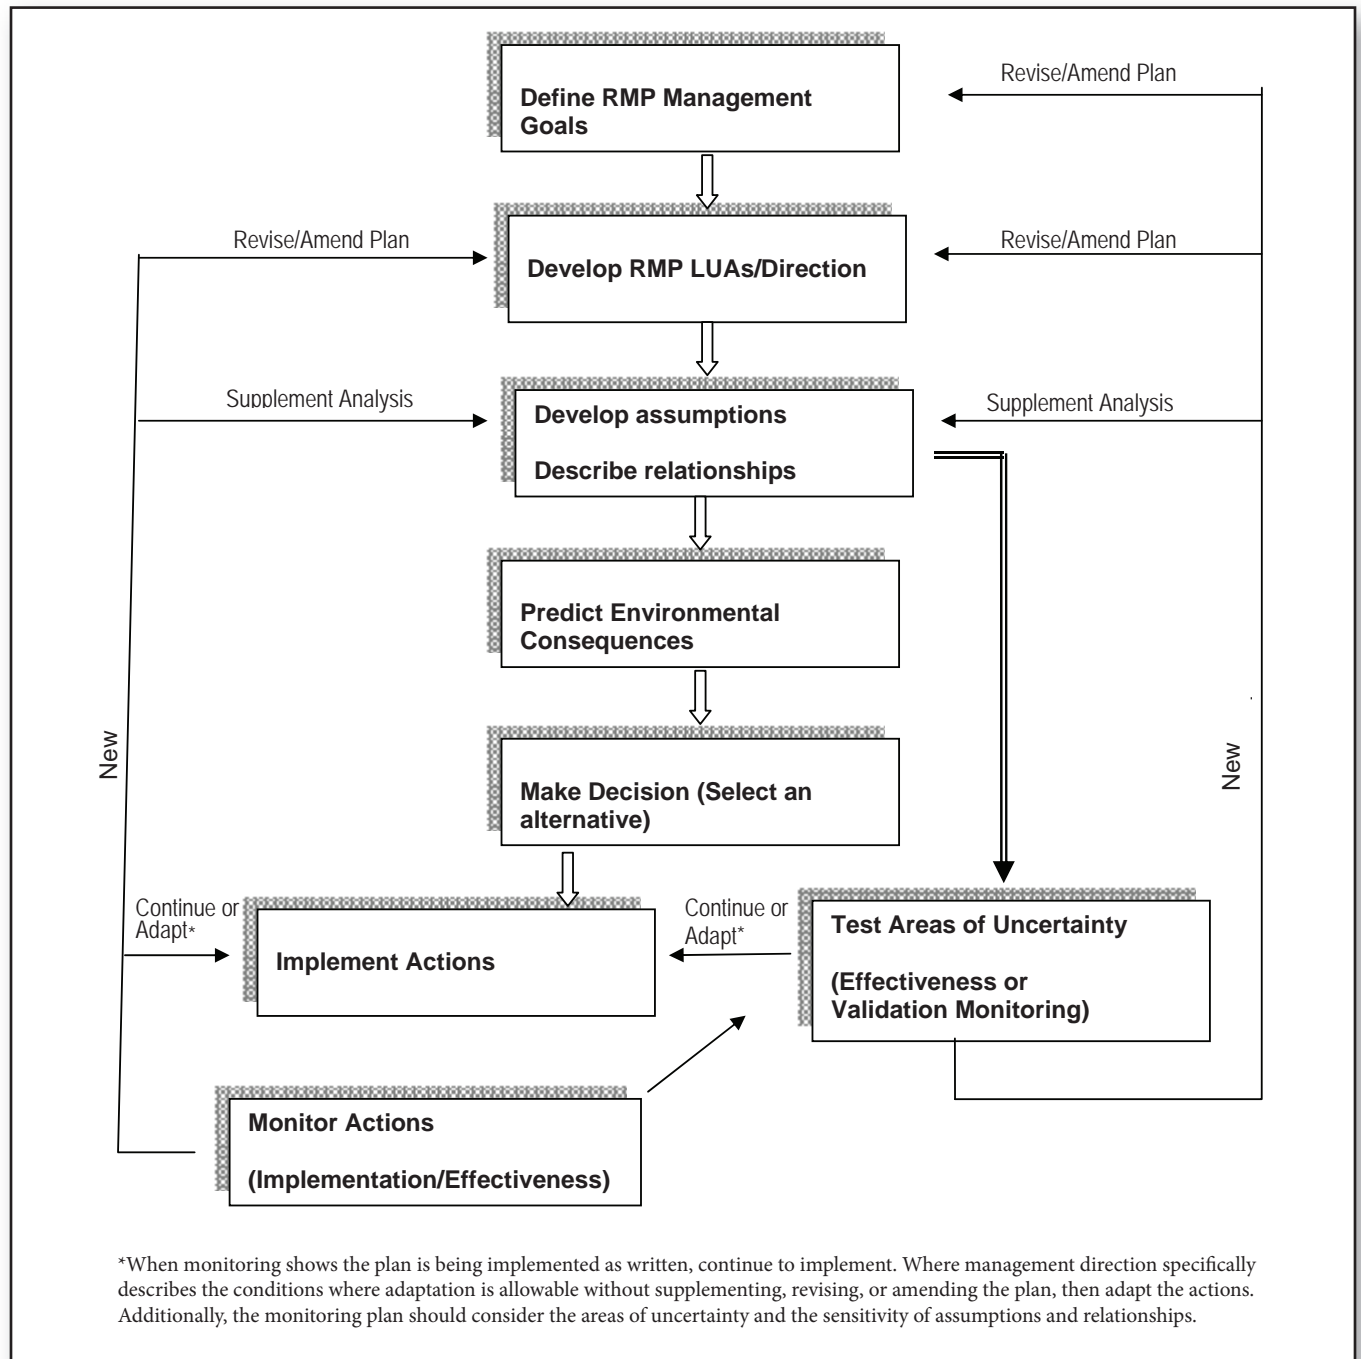 Define RMP Management
Goals
Revise/Amend Plan
Revise/Amend Plan
Develop RMP LUAs/Direction
Revise/Amend Plan
Supplement Analysis
Develop assumptions
Describe relationships
Supplement Analysis
Predict Environmental
Consequences
New
Make Decision (Select an
alternative)
New
Continue or
Adapt*
Implement Actions
Continue or
Adapt*
Test Areas of Uncertainty
(Effectiveness or
Validation Monitoring)
Monitor Actions
(Implementation/Effectiveness)
*When monitoring shows the plan is being implemented as written, continue to implement. Where management direction specifically
describes the conditions where adaptation is allowable without supplementing, revising, or amending the plan, then adapt the actions.
Additionally, the monitoring plan should consider the areas of uncertainty and the sensitivity of assumptions and relationships.